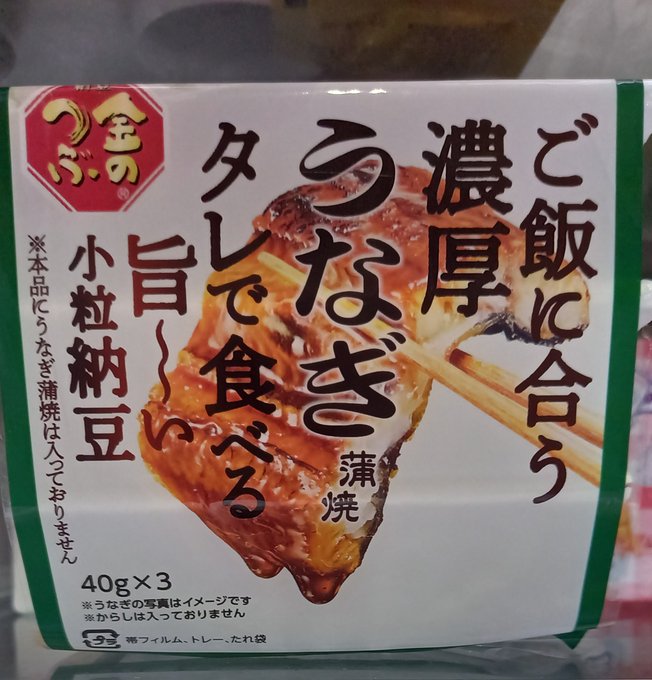 ご飯に合う
濃厚
うなぎ蒲焼
タレで食べる
旨〜い
小粒納豆
※本品にうなぎ蒲焼は入っておりません
金の
つぶ®
40g×3
※うなぎの写真はイメージです
※からしは入っておりません
プラ
帯フィルム、トレー、たれ袋